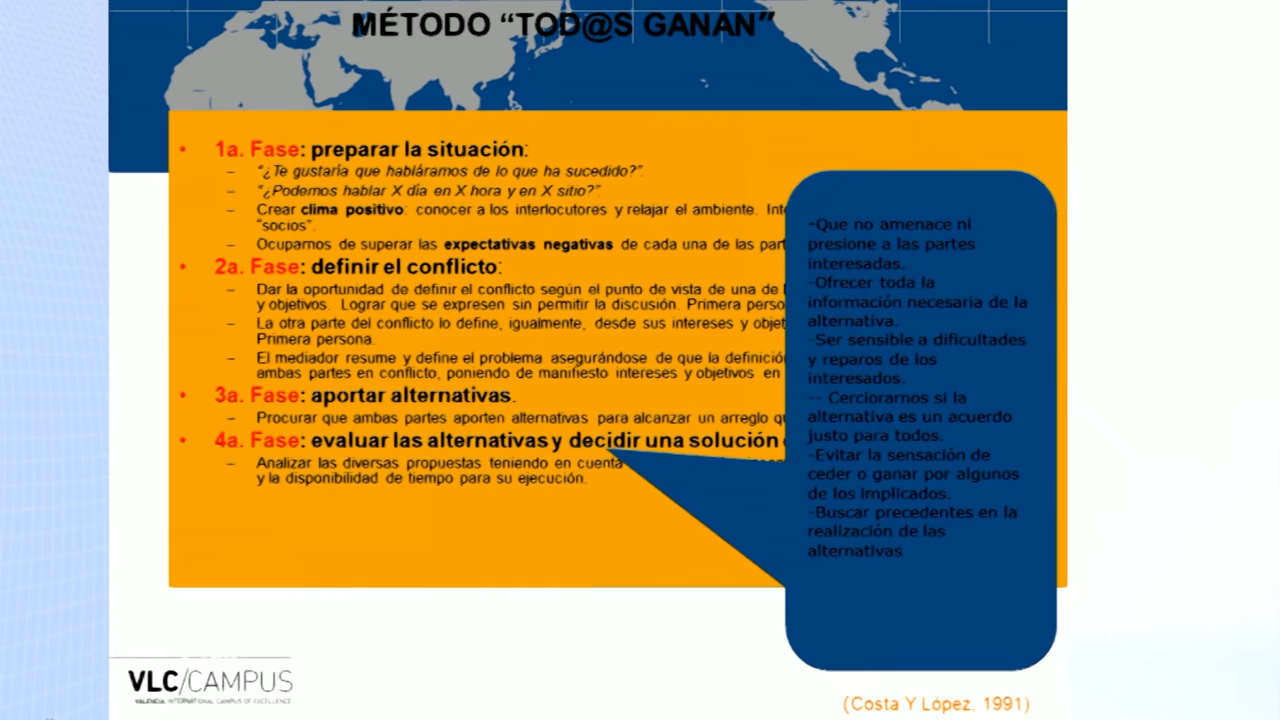 MÉTODO “TOD@S GANAN”
• 1a. Fase: preparar la situación:
– “¿Te gustaría que habláramos de lo que ha sucedido?”.
– “¿Podemos hablar X día en X hora y en X sitio?”.
– Crear clima positivo: conocer a los interlocutores y relajar el ambiente.
“socios”.
– Ocuparnos de superar las expectativas negativas de cada una de las
• 2a. Fase: definir el conflicto:
– Dar la oportunidad de definir el conflicto según el punto de vista de una de
y objetivos. Lograr que se expresen sin permitir la discusión. Primera
– La otra parte del conflicto lo define, igualmente, desde sus intereses y
Primera persona.
– El mediador resume y define el problema asegurándose de que la
ambas partes en conflicto, poniendo de manifiesto intereses y objetivos en
• 3a. Fase: aportar alternativas.
– Procurar que ambas partes aporten alternativas para alcanzar un arreglo
• 4a. Fase: evaluar las alternativas y decidir una solución
– Analizar las diversas propuestas teniendo en cuenta
y la disponibilidad de tiempo para su ejecución.
-Que no amenace ni
presione a las partes
interesadas.
-Ofrecer toda la
información necesaria de la
alternativa.
-Ser sensible a dificultades
y reparos de los
interesados.
-- Cerciorarnos si la
alternativa es un acuerdo
justo para todos.
-Evitar la sensación de
ceder o ganar por algunos
de los implicados.
-Buscar precedentes en la
realización de las
alternativas
VLC/CAMPUS
VALENCIA, INTERNATIONAL CAMPUS OF EXCELLENCE
(Costa Y López, 1991)